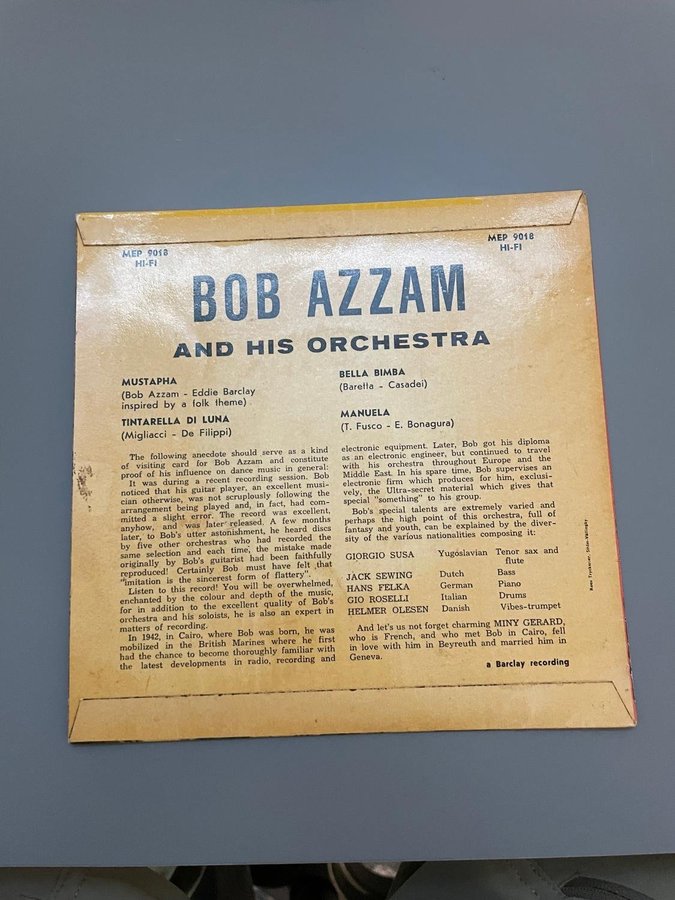 MEP 9018
HI-FI
MEP 9018
HI-FI
BOB AZZAM
AND HIS ORCHESTRA
MUSTAPHA
(Bob Azzam - Eddie Barclay
inspired by a folk theme)
TINTARELLA DI LUNA
(Migliacci - De Filippi)
BELLA BIMBA
(Baretta - Casadei)
MANUELA
(T. Fusco - E. Bonagura)
The following anecdote should serve as a kind
of visiting card for Bob Azzam and constitute
proof of his influence on dance music in general:
It was during a recent recording session. Bob
noticed that his guitar player, an excellent musi-
cian otherwise, was not scrupulously following the
arrangement being played and, in fact, had com-
mitted a slight error. The record was excellent,
anyhow, and was later released. A few months
later, to Bob's utter astonishment, he heard discs
by five other orchestras who had recorded the
same selection and each time, the mistake made
originally by Bob's guitarist had been faithfully
reproduced! Certainly Bob must have felt that
"imitation is the sincerest form of flattery".
Listen to this record! You will be overwhelmed,
enchanted by the colour and depth of the music,
for in addition to the excellent quality of Bob's
orchestra and his soloists, he is also an expert in
matters of recording.
In 1942, in Cairo, where Bob was born, he was
mobilized in the British Marines where he first
had the chance to become thoroughly familiar with
the latest developments in radio, recording and
electronic equipment. Later, Bob got his diploma
as an electronic engineer, but continued to travel
with his orchestra throughout Europe and the
Middle East. In his spare time, Bob supervises an
electronic firm which produces for him, exclusi-
vely, the Ultra-secret material which gives that
special "something" to his group.
Bob's special talents are extremely varied and
perhaps the high point of this orchestra, full of
fantasy and youth, can be explained by the diver-
sity of the various nationalities composing it:
GIORGIO SUSA Yugoslavian Tenor sax and
flute
JACK SEWING Dutch Bass
HANS FELKA German Piano
GIO ROSELLI Italian Drums
HELMER OLESEN Danish Vibes-trumpet
And let's us not forget charming MINY GERARD,
who is French, and who met Bob in Cairo, fell
in love with him in Beyreuth and married him in
Geneva.
a Barclay recording